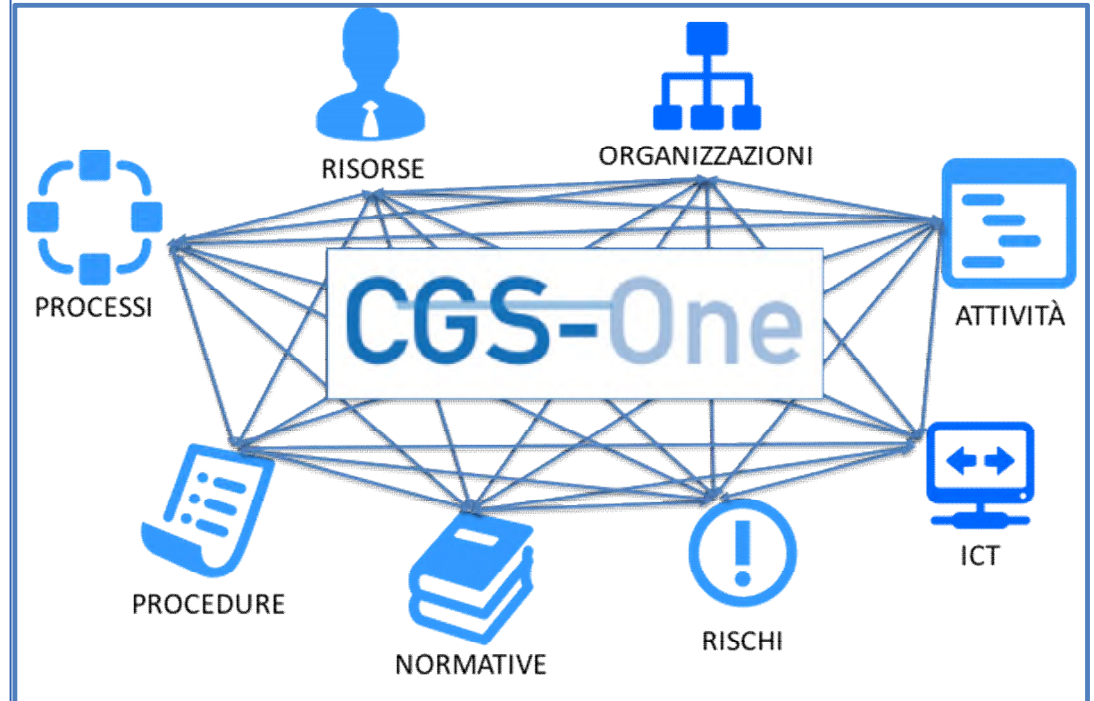 RISORSE
ORGANIZZAZIONI
PROCESSI
CGS-One
ATTIVITÀ
ICT
PROCEDURE
NORMATIVE
RISCHI